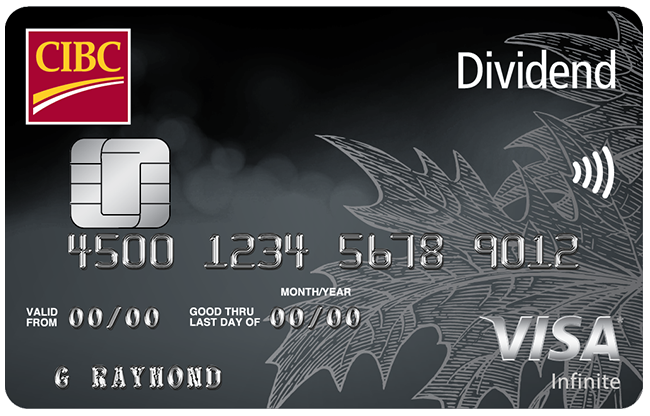 CIBC
Dividend
4500 1234 5678 9012
MONTH/YEAR
VALID FROM 00/00 GOOD THRU LAST DAY OF 00/00
VISA
Infinite
G RAYMOND